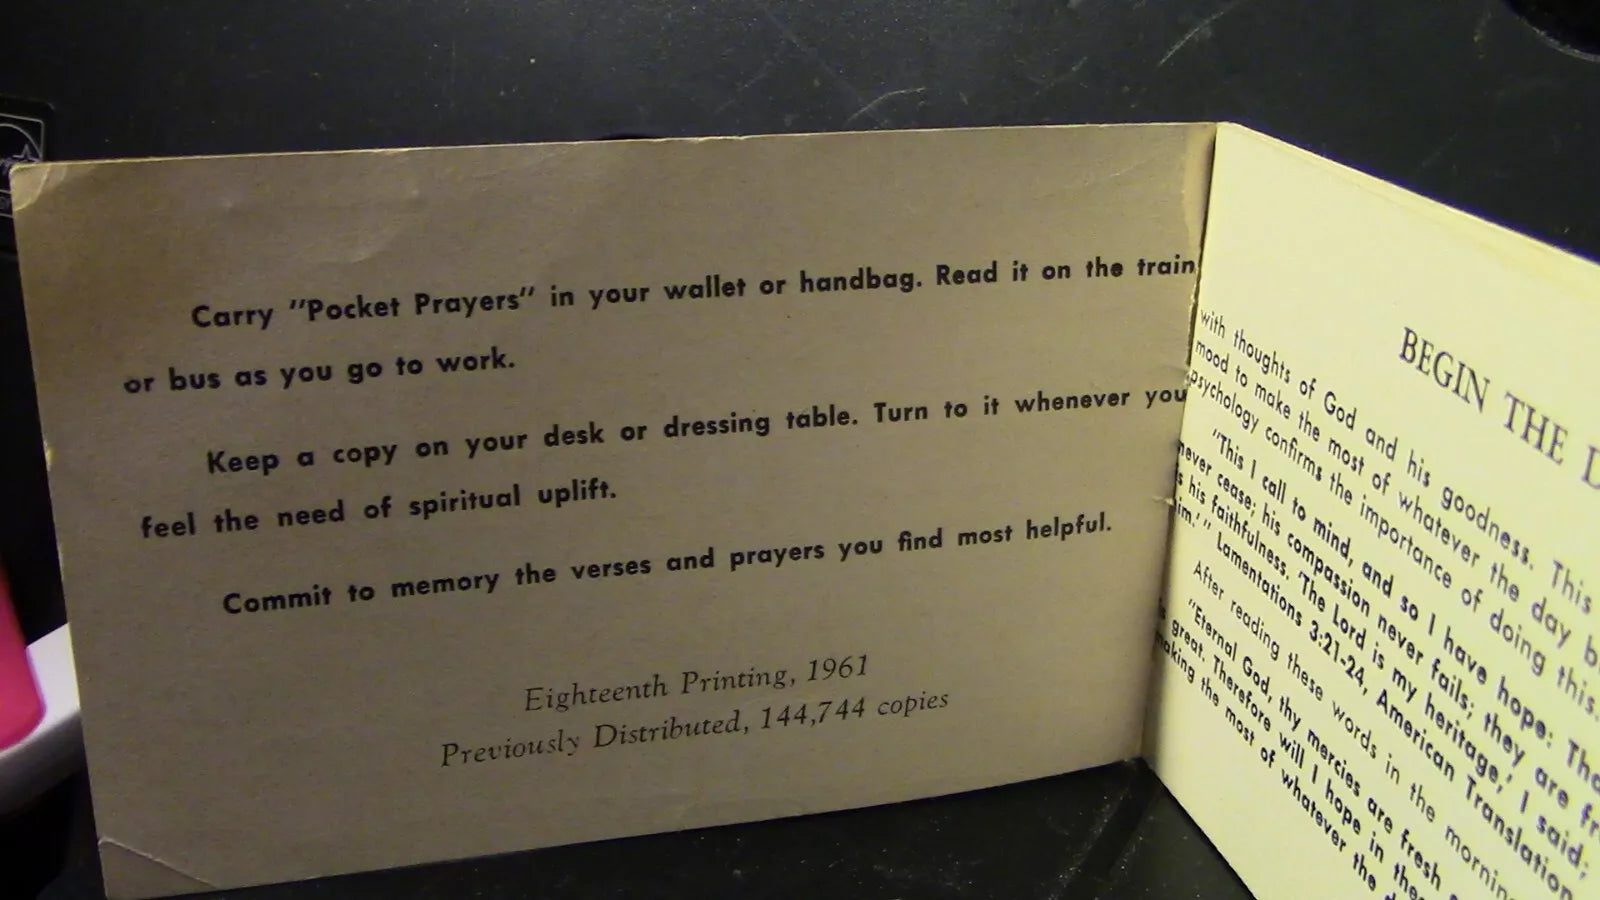 Carry "Pocket Prayers" in your wallet or handbag. Read it on the train
or bus as you go to work.
Keep a copy on your desk or dressing table. Turn to it whenever you
feel the need of spiritual uplift.
Commit to memory the verses and prayers you find most helpful.
Eighteenth Printing, 1961
Previously Distributed, 144,744 copies
BEGIN THE
with thoughts of God and his goodness. This
mood to make the most of whatever the day
psychology confirms the importance of doing this.
"This I call to mind, and so I have hope:
never cease; his compassion never fails; they are
his faithfulness. 'The Lord is my heritage,' I said;
Lamentations 3:21-24, American Translation
After reading these words in the
"Eternal God, thy mercies are fresh
great. Therefore will I hope in
the most of whatever the